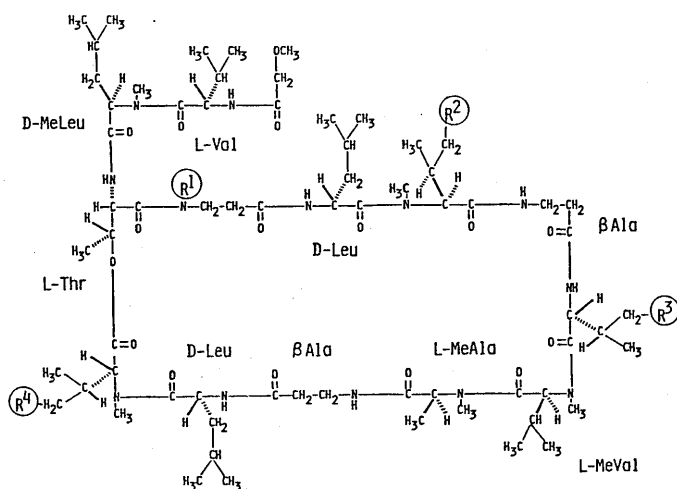 H₃C CH₃
CH H₃C CH₃ OCH₃
H₂C H CH CH₂
C—N—CH₃ C—C—N—C
D-MeLeu C=O O H O
L-Val
H₃C CH₃ R²
CH H₃C CH₂
HN R¹ CH₂ C
H—C—C—N—CH₂—CH₂—C—N—C—C—N—C—C—N—CH₂—CH₂
H O O H O H₃C H O H
H₃C C C=O βAla
O D-Leu
L-Thr NH
H CH₂—R³
C=O D-Leu βAla L-MeAla C C
H O O O O C=O H CH₃
H₃C C C—N—C—C—N—C—CH₂—CH₂—N—C—C—N—C—C—N—CH₃
R⁴—H₂C H CH₃ H H H H₃C H CH₃ H
CH₂ CH
CH H₃C CH₃
H₃C CH₃ L-MeVal